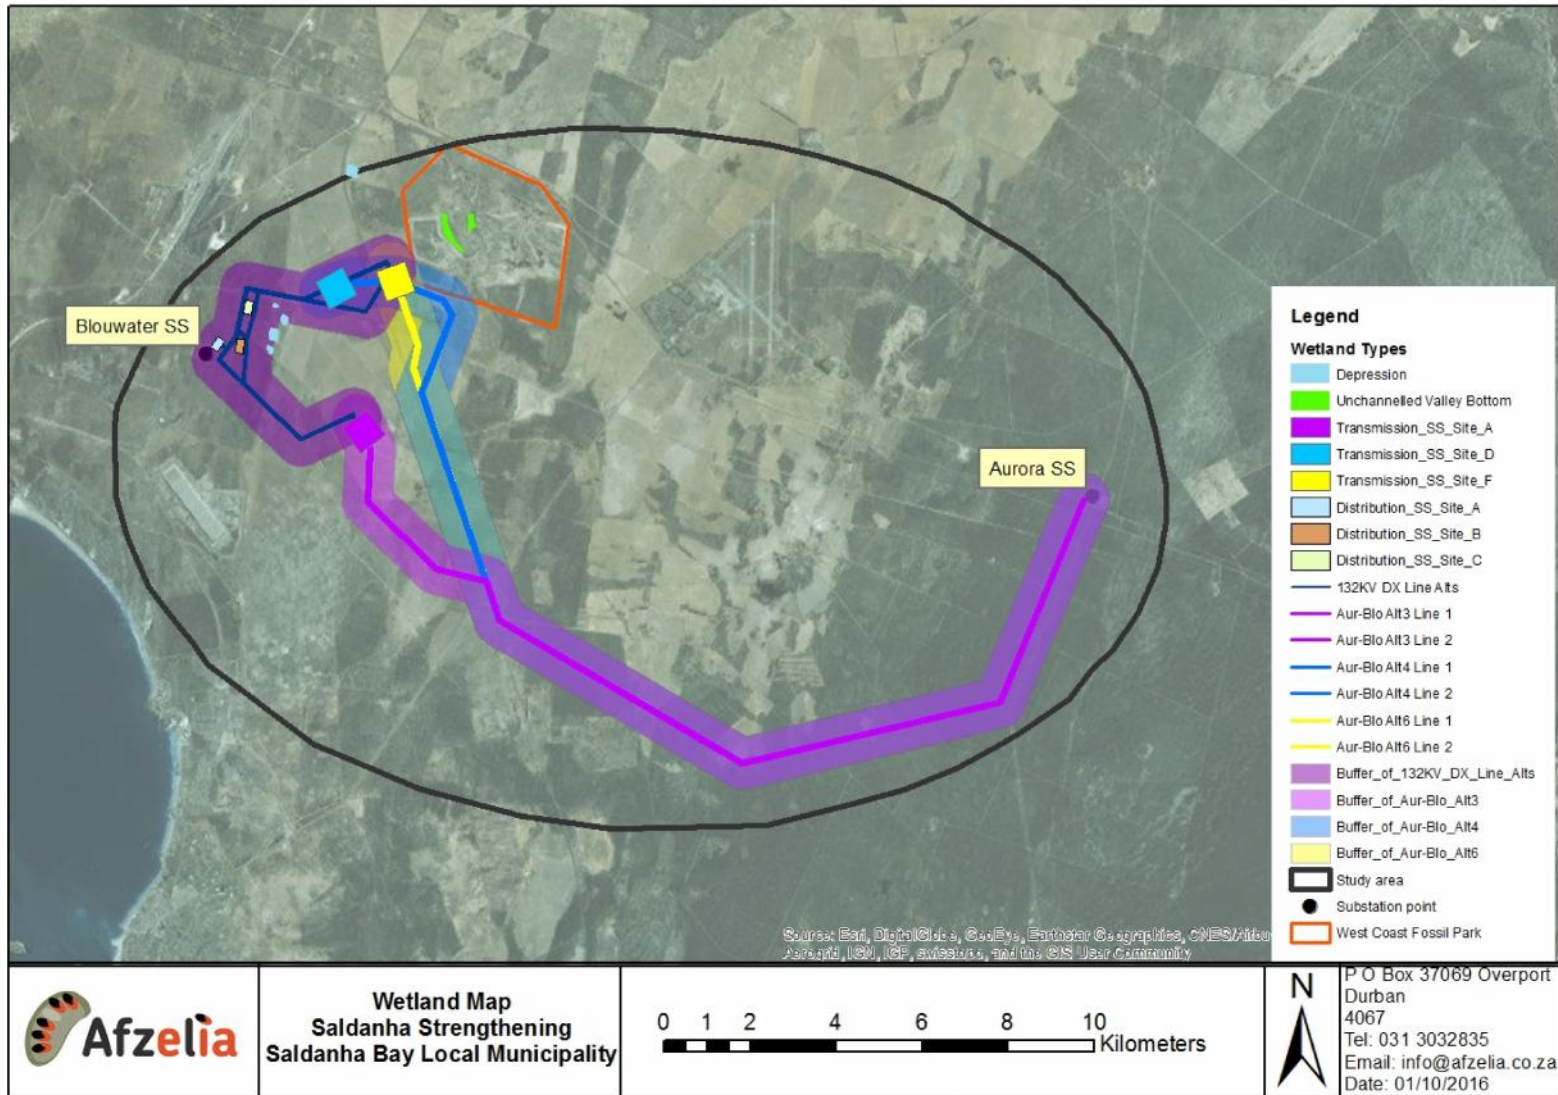 Blouwater SS
Aurora SS
Legend
Wetland Types
Depression
Unchannelled Valley Bottom
Transmission_SS_Site_A
Transmission_SS_Site_D
Transmission_SS_Site_F
Distribution_SS_Site_A
Distribution_SS_Site_B
Distribution_SS_Site_C
132KV DX Line Alts
Aur-Blo Alt3 Line 1
Aur-Blo Alt3 Line 2
Aur-Blo Alt4 Line 1
Aur-Blo Alt4 Line 2
Aur-Blo Alt6 Line 1
Aur-Blo Alt6 Line 2
Buffer_of_132KV_DX_Line_Alts
Buffer_of_Aur-Blo_Alt3
Buffer_of_Aur-Blo_Alt4
Buffer_of_Aur-Blo_Alt6
Study area
Substation point
West Coast Fossil Park
Source: Esri, DigitalGlobe, GeoEye, Earthstar Geographics, CNES/Airbu
Aerogrid, IGN, IGP, swisstopo, and the GIS User Community
Afzelia
Wetland Map
Saldanha Strengthening
Saldanha Bay Local Municipality
0 1 2 4 6 8 10
Kilometers
N
P O Box 37069 Overport
Durban
4067
Tel: 031 3032835
Email: info@afzelia.co.za
Date: 01/10/2016